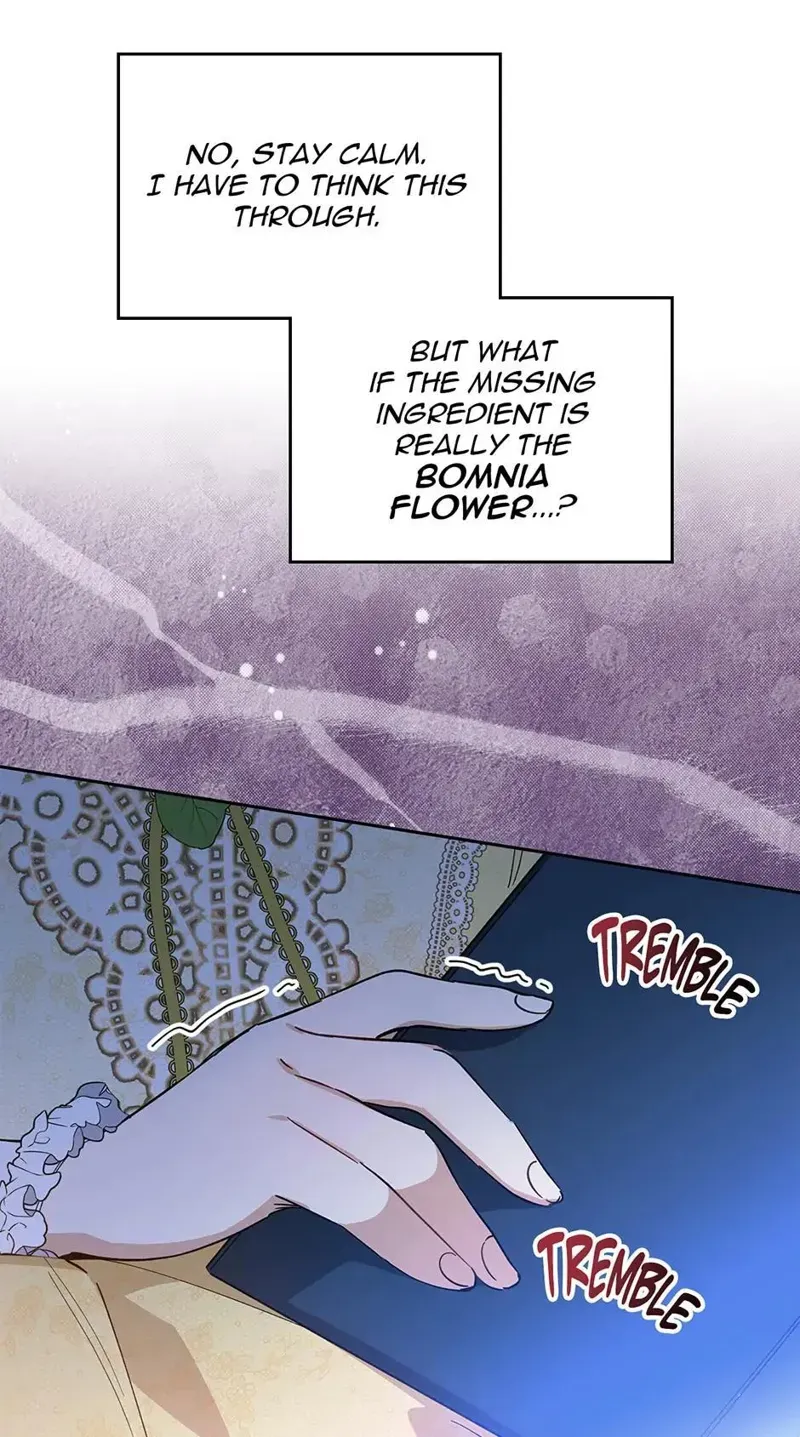 NO, STAY CALM.
I HAVE TO THINK THIS
THROUGH.
BUT WHAT
IF THE MISSING
INGREDIENT IS
REALLY THE
BOMNIA
FLOWER...?
TREMBLE
TREMBLE